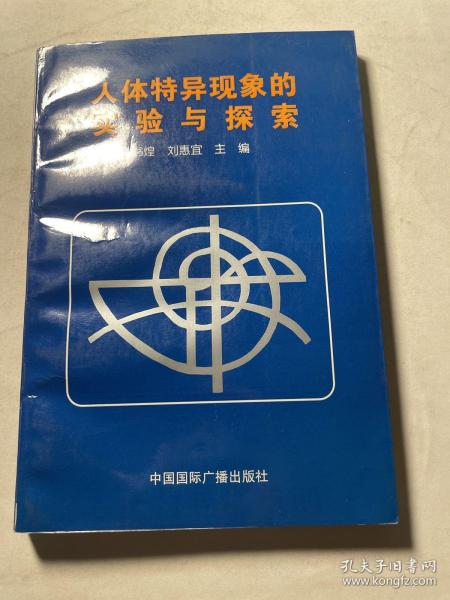 人体特异现象的
实验与探索
煌 刘惠宜 主编
中国国际广播出版社
孔夫子旧书网
www.kongfz.com